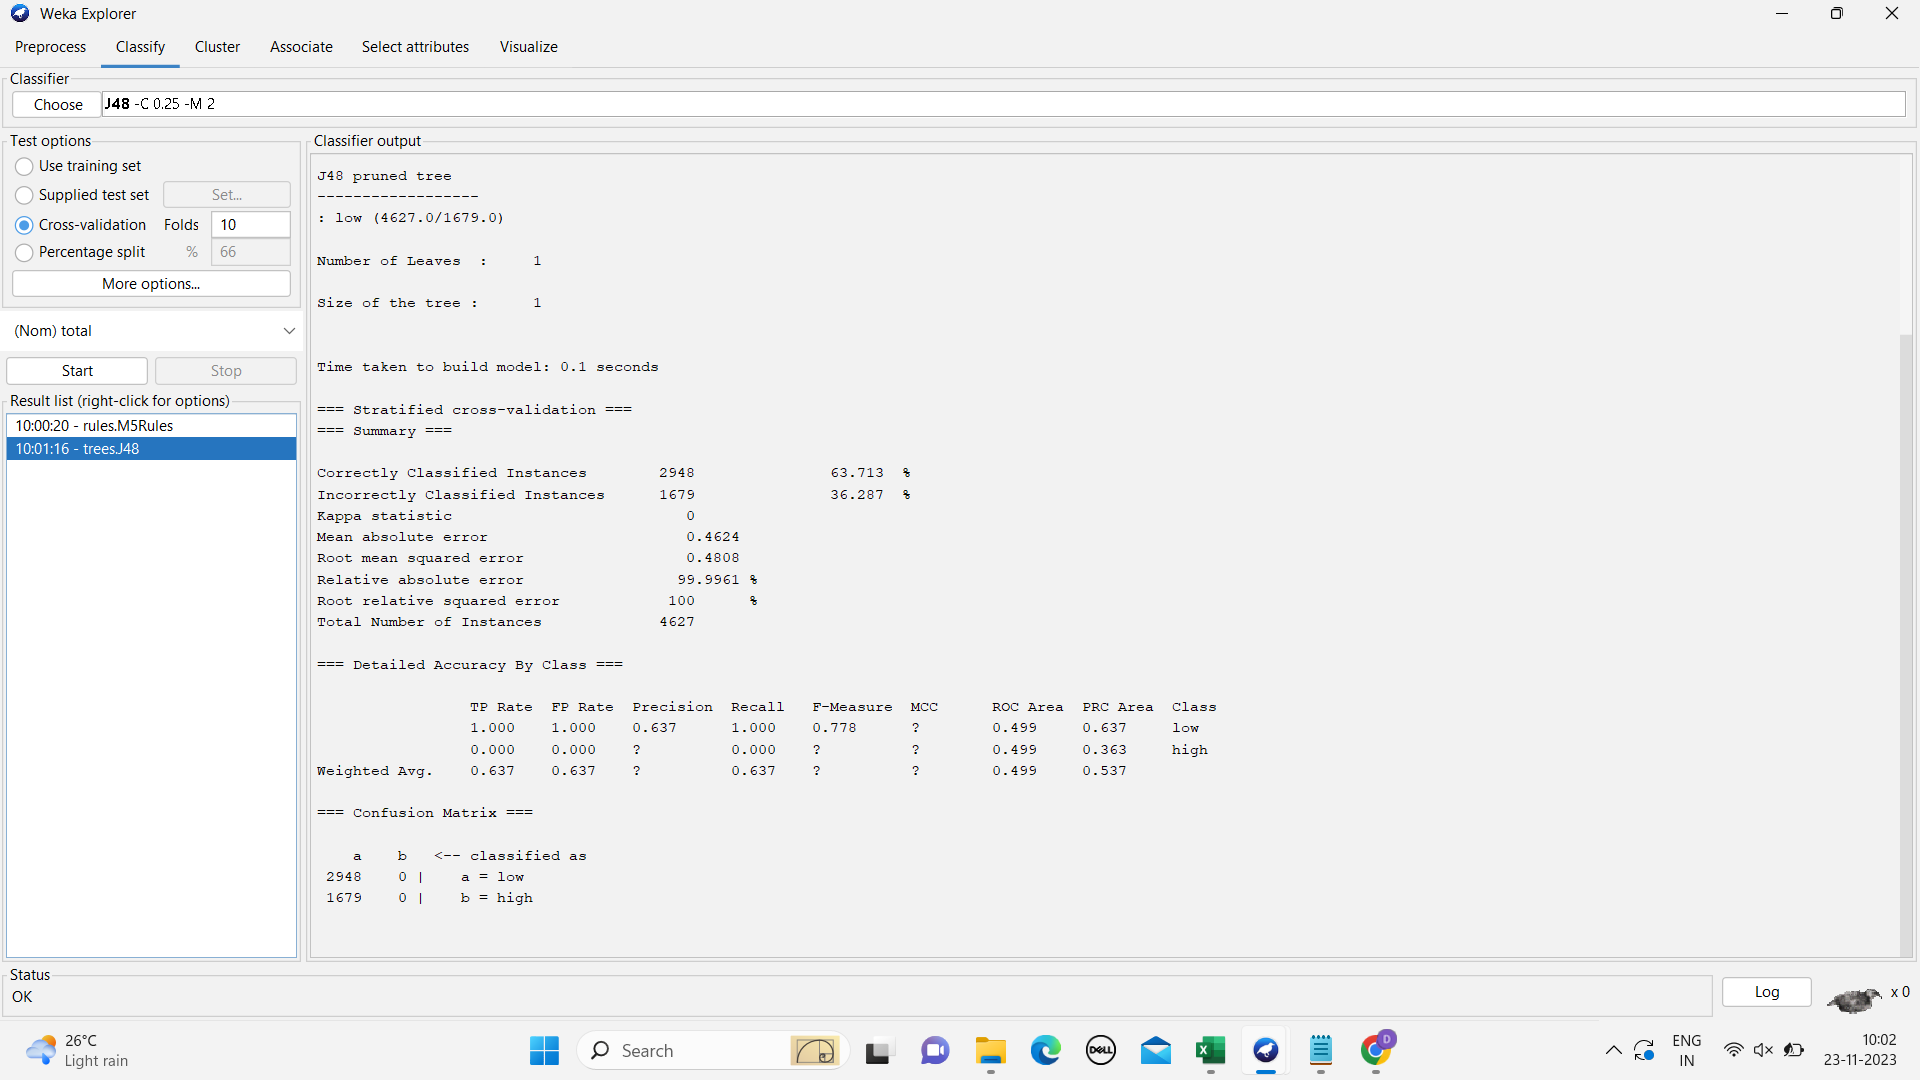 Weka Explorer
Preprocess Classify Cluster Associate Select attributes Visualize
Classifier
Choose J48 -C 0.25 -M 2
Test options
Use training set
Supplied test set Set...
Cross-validation Folds 10
Percentage split % 66
More options...
(Nom) total
Start Stop
Result list (right-click for options)
10:00:20 - rules.M5Rules
10:01:16 - trees.J48
Classifier output
J48 pruned tree
------------------
: low (4627.0/1679.0)
Number of Leaves : 1
Size of the tree : 1
Time taken to build model: 0.1 seconds
=== Stratified cross-validation ===
=== Summary ===
Correctly Classified Instances 2948 63.713 %
Incorrectly Classified Instances 1679 36.287 %
Kappa statistic 0
Mean absolute error 0.4624
Root mean squared error 0.4808
Relative absolute error 99.9961 %
Root relative squared error 100 %
Total Number of Instances 4627
=== Detailed Accuracy By Class ===
TP Rate FP Rate Precision Recall F-Measure MCC ROC Area PRC Area Class
1.000 1.000 0.637 1.000 0.778 ? 0.499 0.637 low
0.000 0.000 ? 0.000 ? ? 0.499 0.363 high
Weighted Avg. 0.637 0.637 ? 0.637 ? ? 0.499 0.537
=== Confusion Matrix ===
a b <-- classified as
2948 0 | a = low
1679 0 | b = high
Status
OK
Log
x 0
26°C
Light rain
Search
DELL
D
ENG
IN
10:02
23-11-2023